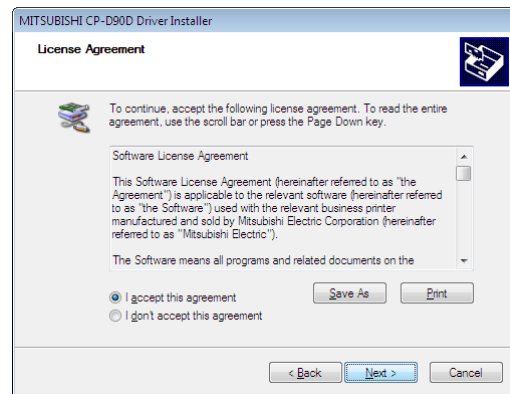 MITSUBISHI CP-D90D Driver Installer
License Agreement
To continue, accept the following license agreement. To read the entire
agreement, use the scroll bar or press the Page Down key.
Software License Agreement
This Software License Agreement (hereinafter referred to as "the
Agreement") is applicable to the relevant software (hereinafter referred
to as "the Software") used with the relevant business printer
manufactured and sold by Mitsubishi Electric Corporation (hereinafter
referred to as "Mitsubishi Electric").
The Software means all programs and related documents on the
I accept this agreement
Save As
Print
I don't accept this agreement
< Back
Next >
Cancel